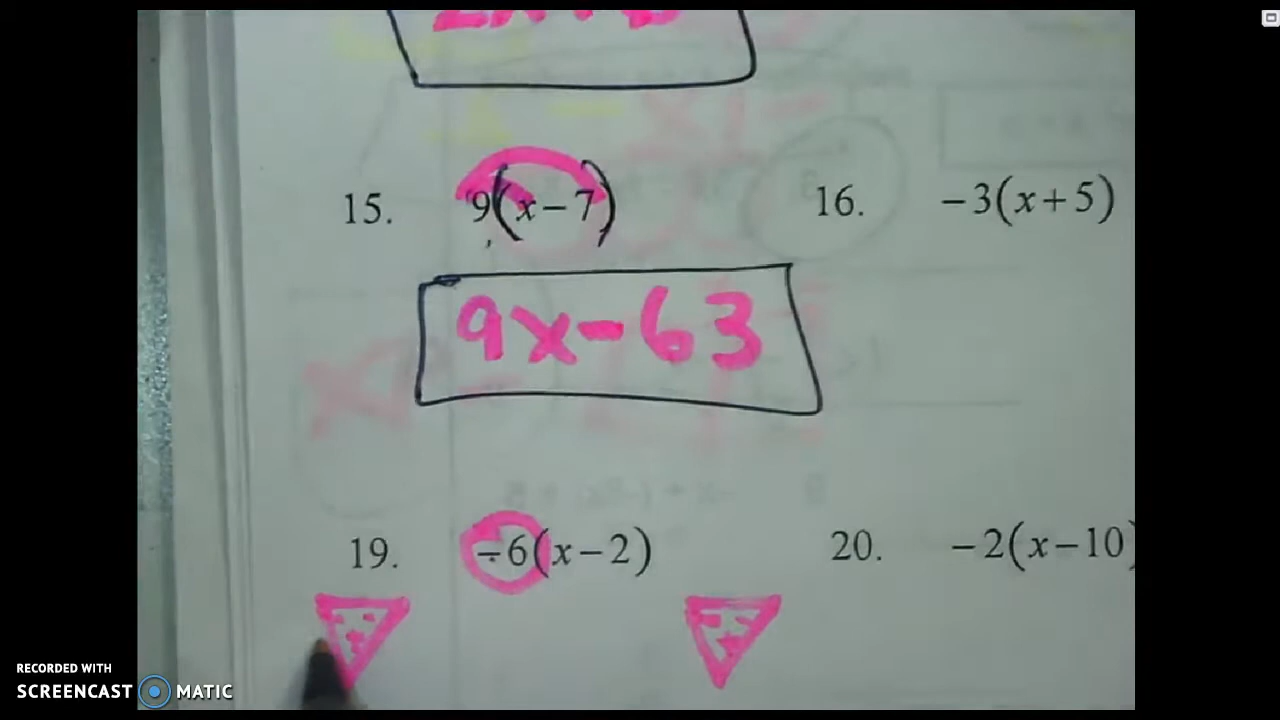 15. 9(x-7)
16. -3(x+5)
9x-63
19. -6(x-2)
20. -2(x-10)
RECORDED WITH
SCREENCAST MATIC